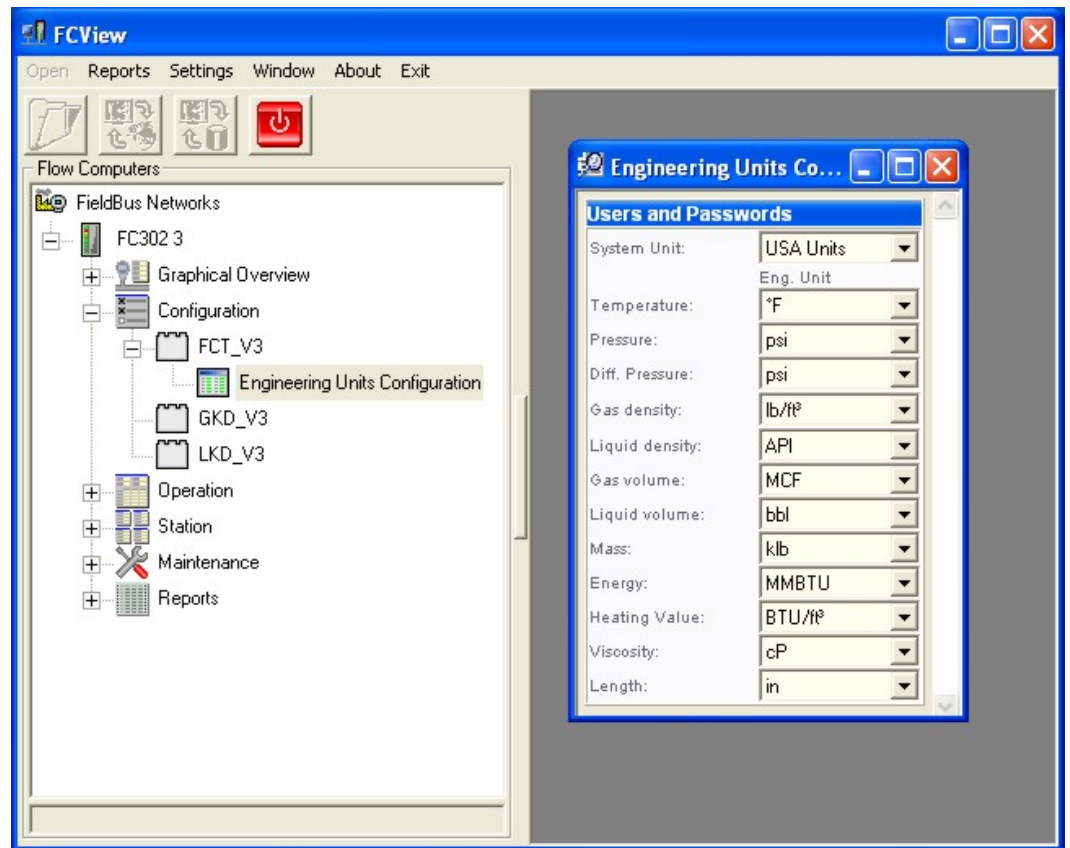 FCView
Open Reports Settings Window About Exit
Flow Computers
FieldBus Networks
FC302 3
Graphical Overview
Configuration
FCT_V3
Engineering Units Configuration
GKD_V3
LKD_V3
Operation
Station
Maintenance
Reports
Engineering Units Co...
Users and Passwords
System Unit: USA Units
Eng. Unit
Temperature: °F
Pressure: psi
Diff. Pressure: psi
Gas density: lb/ft³
Liquid density: API
Gas volume: MCF
Liquid volume: bbl
Mass: klb
Energy: MMBTU
Heating Value: BTU/ft³
Viscosity: cP
Length: in